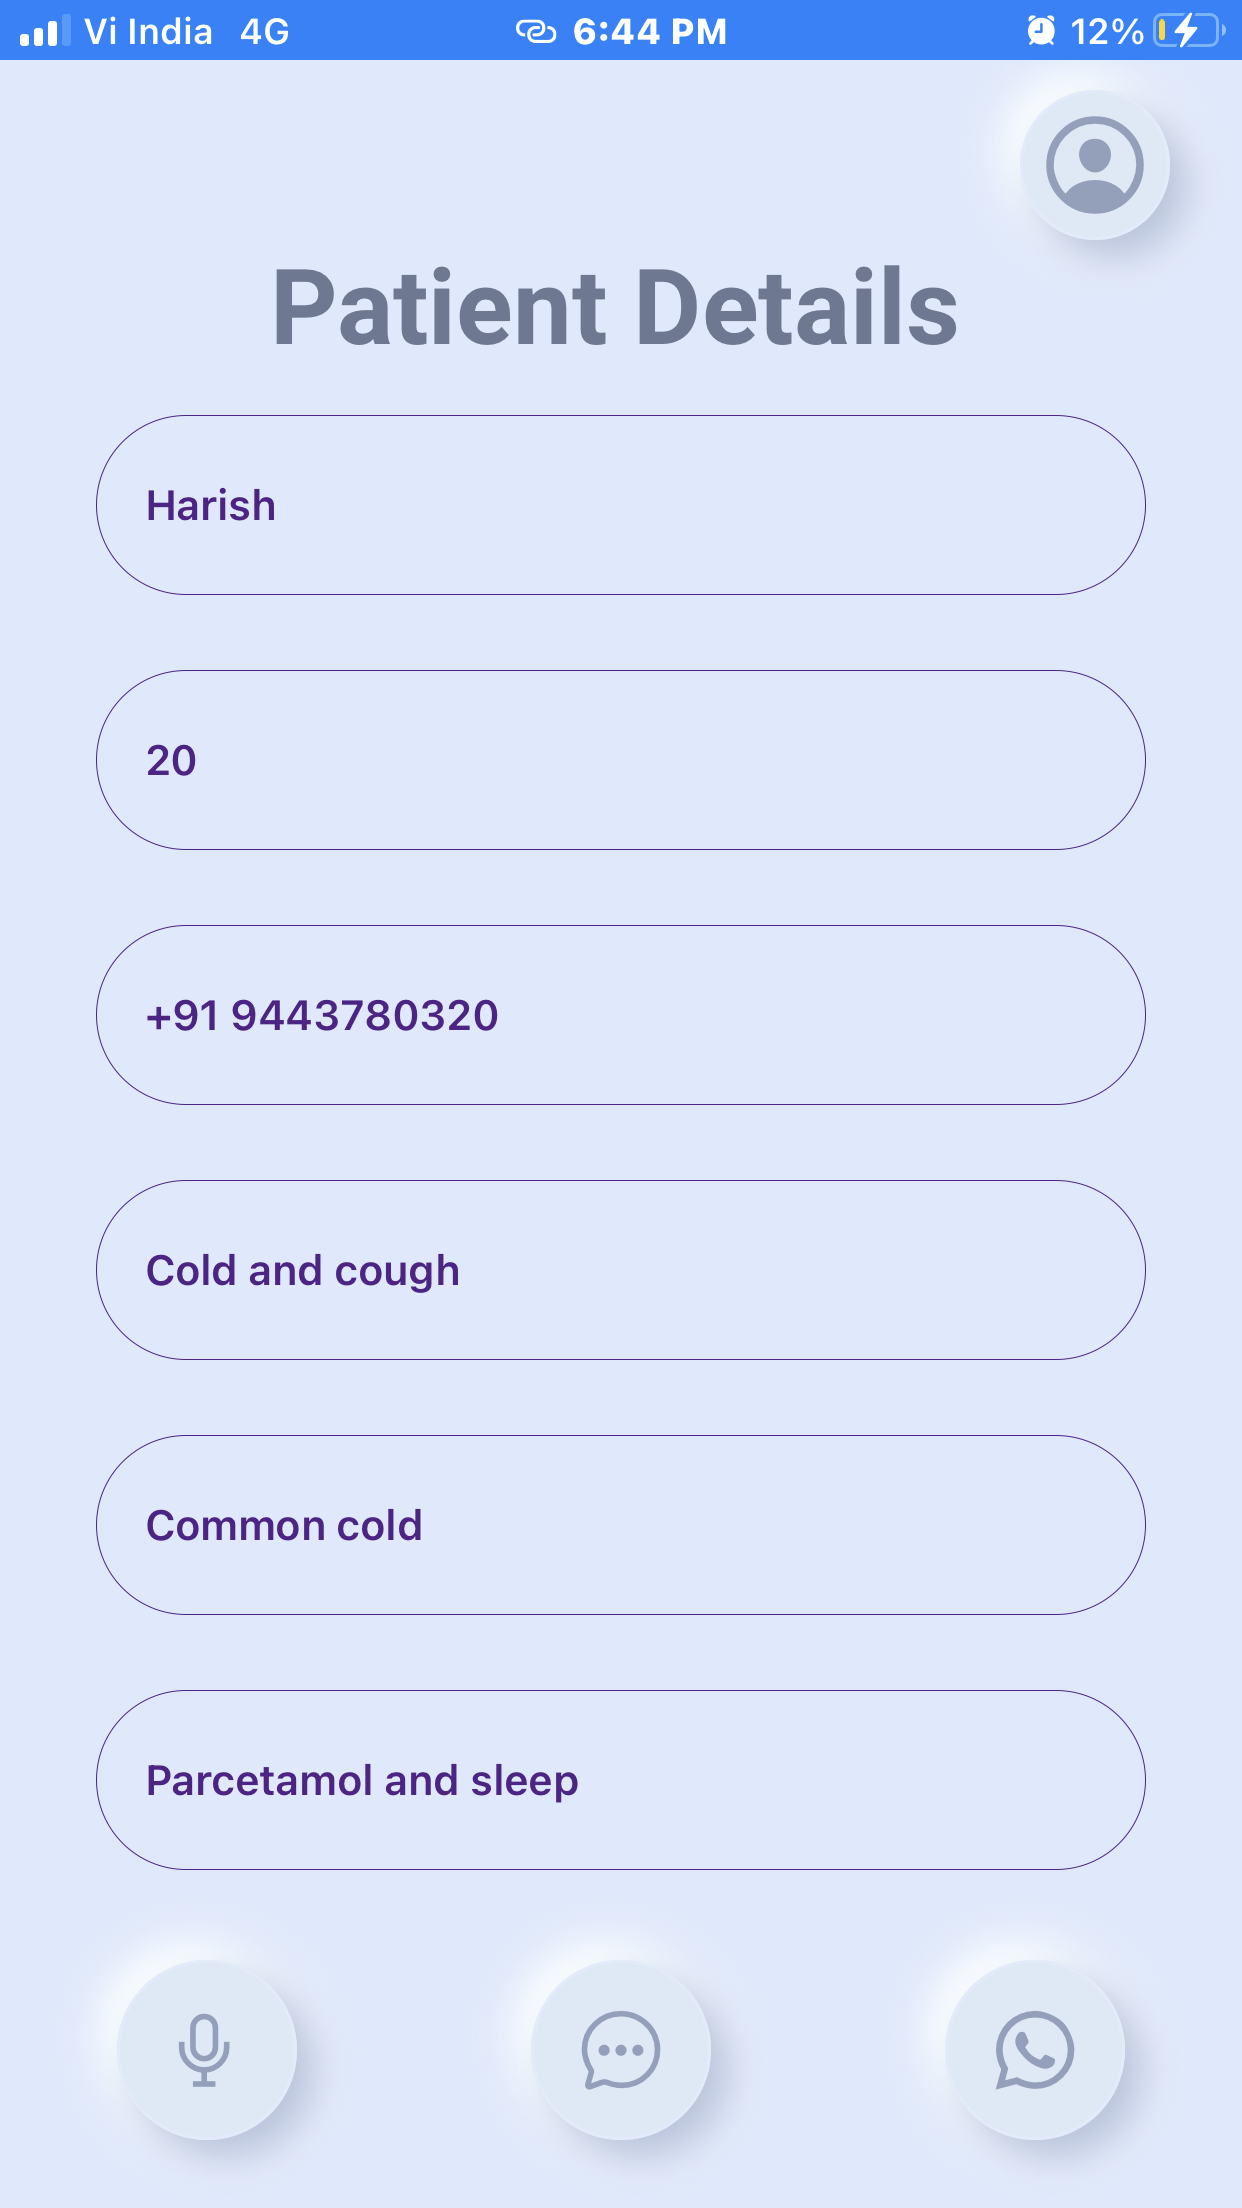 Vi India 4G 6:44 PM 12%
Patient Details
Harish
20
+91 9443780320
Cold and cough
Common cold
Parcetamol and sleep